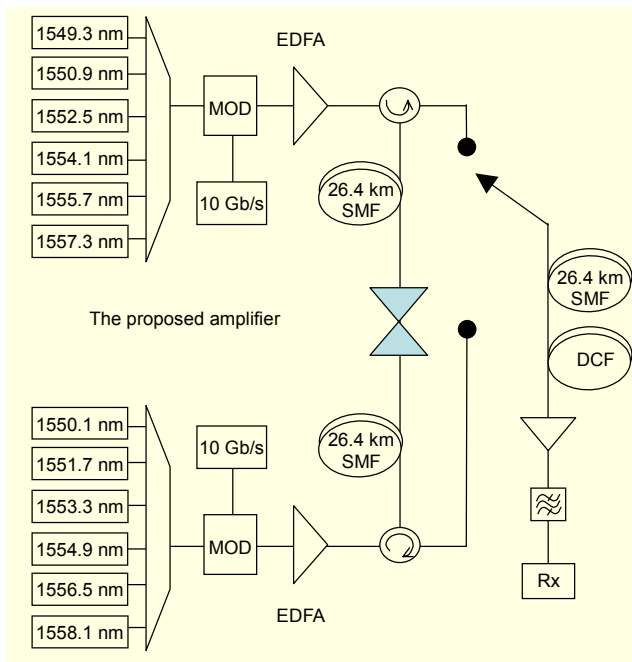 1549.3 nm
1550.9 nm
1552.5 nm
1554.1 nm
1555.7 nm
1557.3 nm
MOD
10 Gb/s
EDFA
26.4 km
SMF
The proposed amplifier
26.4 km
SMF
DCF
Rx
1550.1 nm
1551.7 nm
1553.3 nm
1554.9 nm
1556.5 nm
1558.1 nm
10 Gb/s
MOD
EDFA
26.4 km
SMF